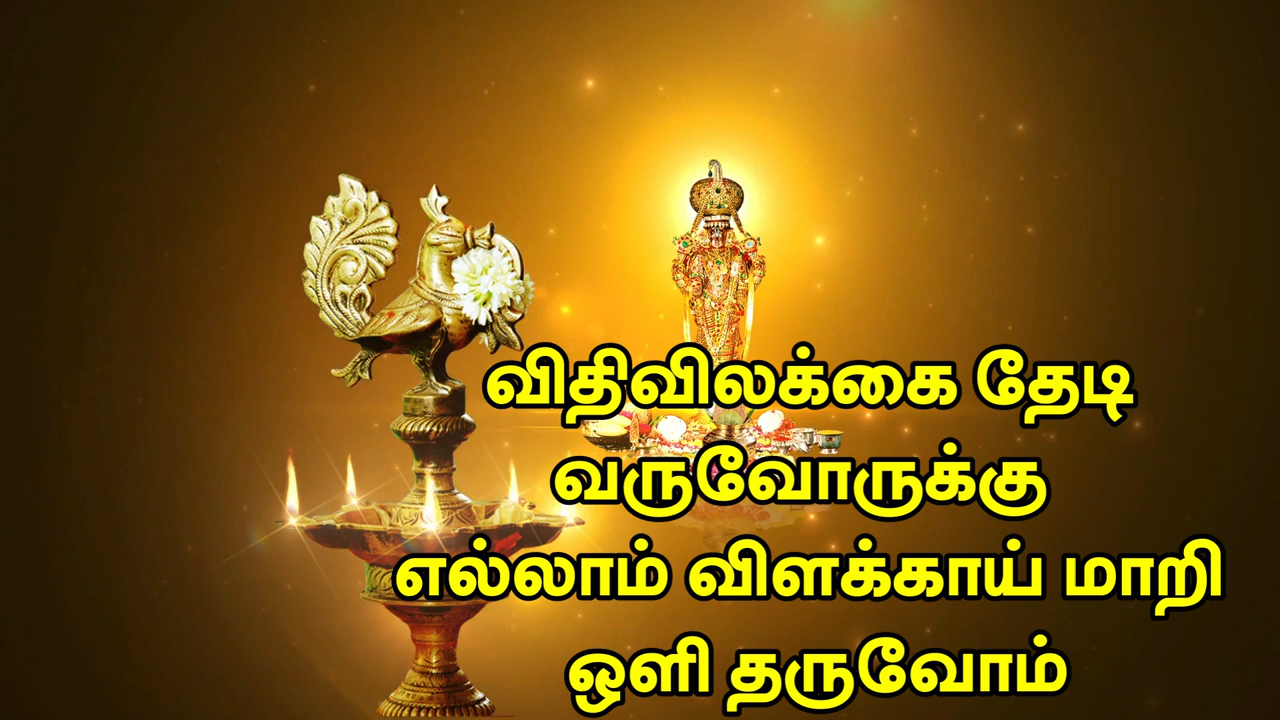 விதிவிலக்கை தேடி
வருவோருக்கு
எல்லாம் விளக்காய் மாறி
ஒளி தருவோம்